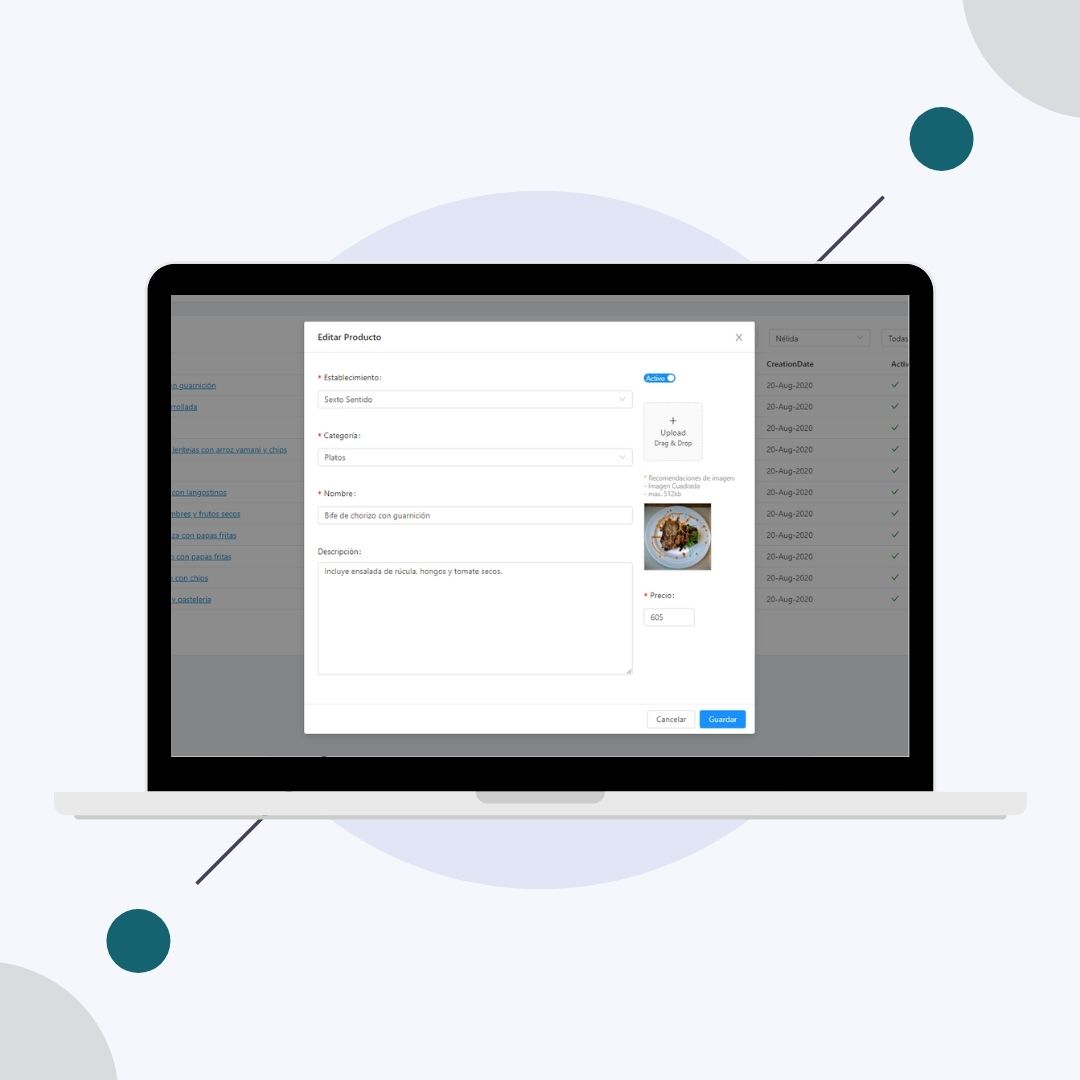 Editar Producto
Nélida
Todas
CreationDate
Activ
* Establecimiento:
Activo
Sexto Sentido
en guarnición
20-Aug-2020
rrollada
20-Aug-2020
+
Upload
Drag & Drop
20-Aug-2020
* Categoría:
lentejas con arroz yamani y chips
Platos
20-Aug-2020
20-Aug-2020
* Recomendaciones de imagen:
- Imagen Cuadrada
- max. 512kb
con langostinos
* Nombre:
20-Aug-2020
mbres y frutos secos
Bife de chorizo con guarnición
20-Aug-2020
za con papas fritas
20-Aug-2020
o con papas fritas
Descripción:
20-Aug-2020
Incluye ensalada de rúcula, hongos y tomate secos.
o con chips
20-Aug-2020
* Precio:
y pastelería
20-Aug-2020
605
Cancelar
Guardar